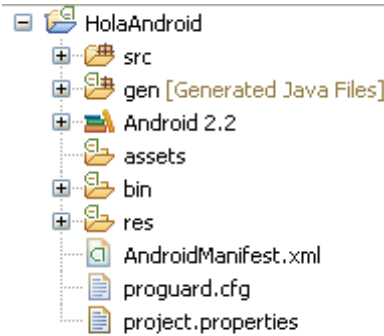 HolaAndroid
src
gen [Generated Java Files]
Android 2.2
assets
bin
res
AndroidManifest.xml
proguard.cfg
project.properties